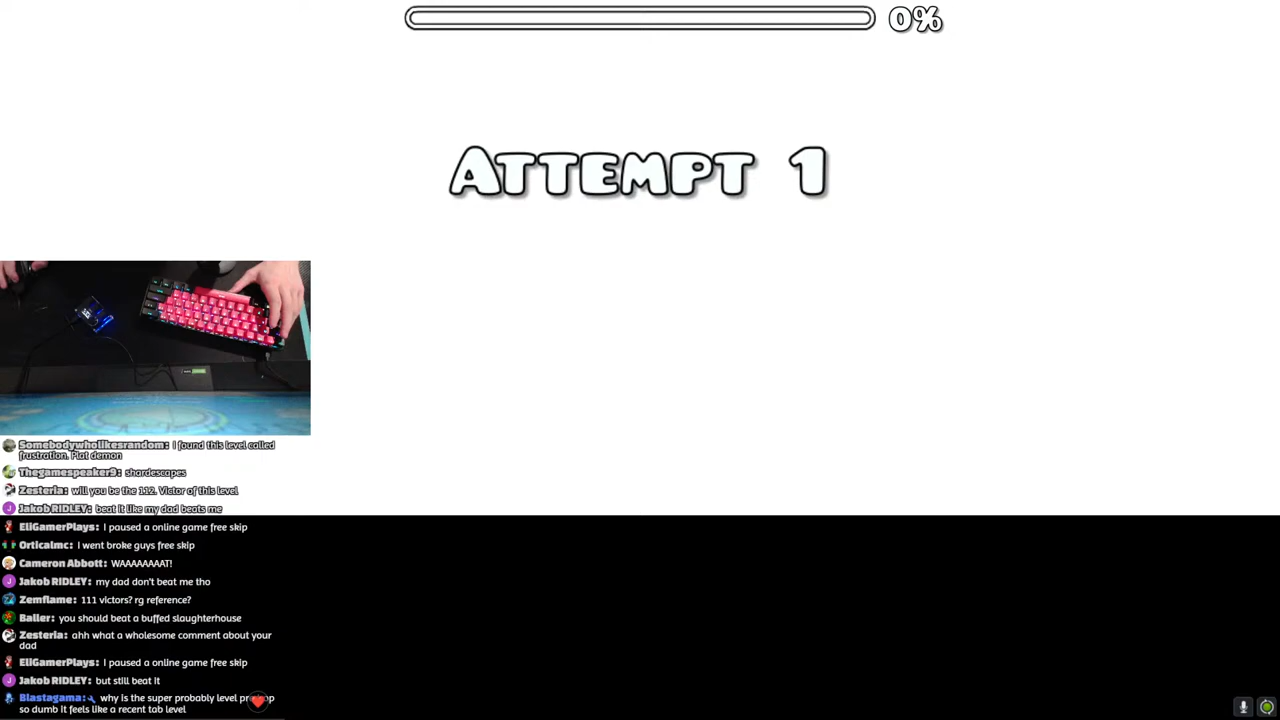 0%
Attempt 1
Somebodywholikesrandom: I found this level called
frustration. Plat demon
Thegamespeaker9: shardescapes
Zesteria: will you be the 112. Victor of this level
Jakob RIDLEY: beat it like my dad beats me
EliGamerPlays: I paused a online game free skip
Orticalmc: I went broke guys free skip
Cameron Abbott: WAAAAAAAT!
Jakob RIDLEY: my dad don't beat me tho
Zemflame: 111 victors? rg reference?
Baller: you should beat a buffed slaughterhouse
Zesteria: ahh what a wholesome comment about your
dad
EliGamerPlays: I paused a online game free skip
Jakob RIDLEY: but still beat it
Blastagama: why is the super probably level
so dumb it feels like a recent tab level